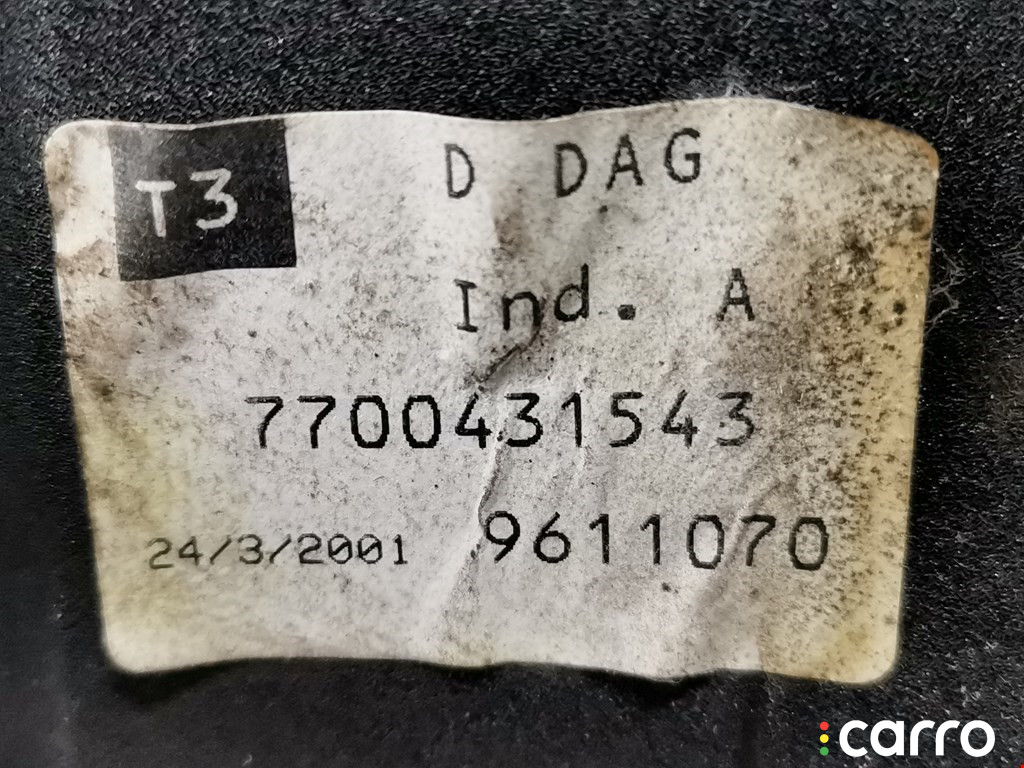 T3 D DAG
Ind. A
7700431543
24/3/2001 9611070
carro